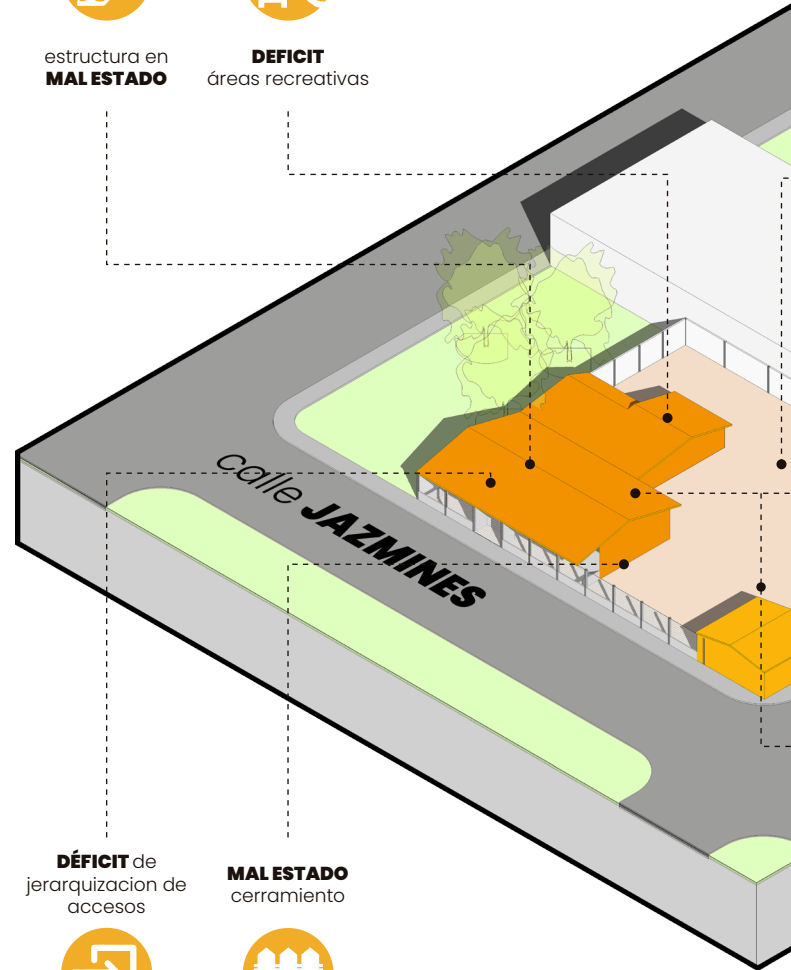 estructura en
MAL ESTADO
DEFICIT
áreas recreativas
calle JAZMINES
DÉFICIT de
jerarquizacion de
accesos
MAL ESTADO
cerramiento